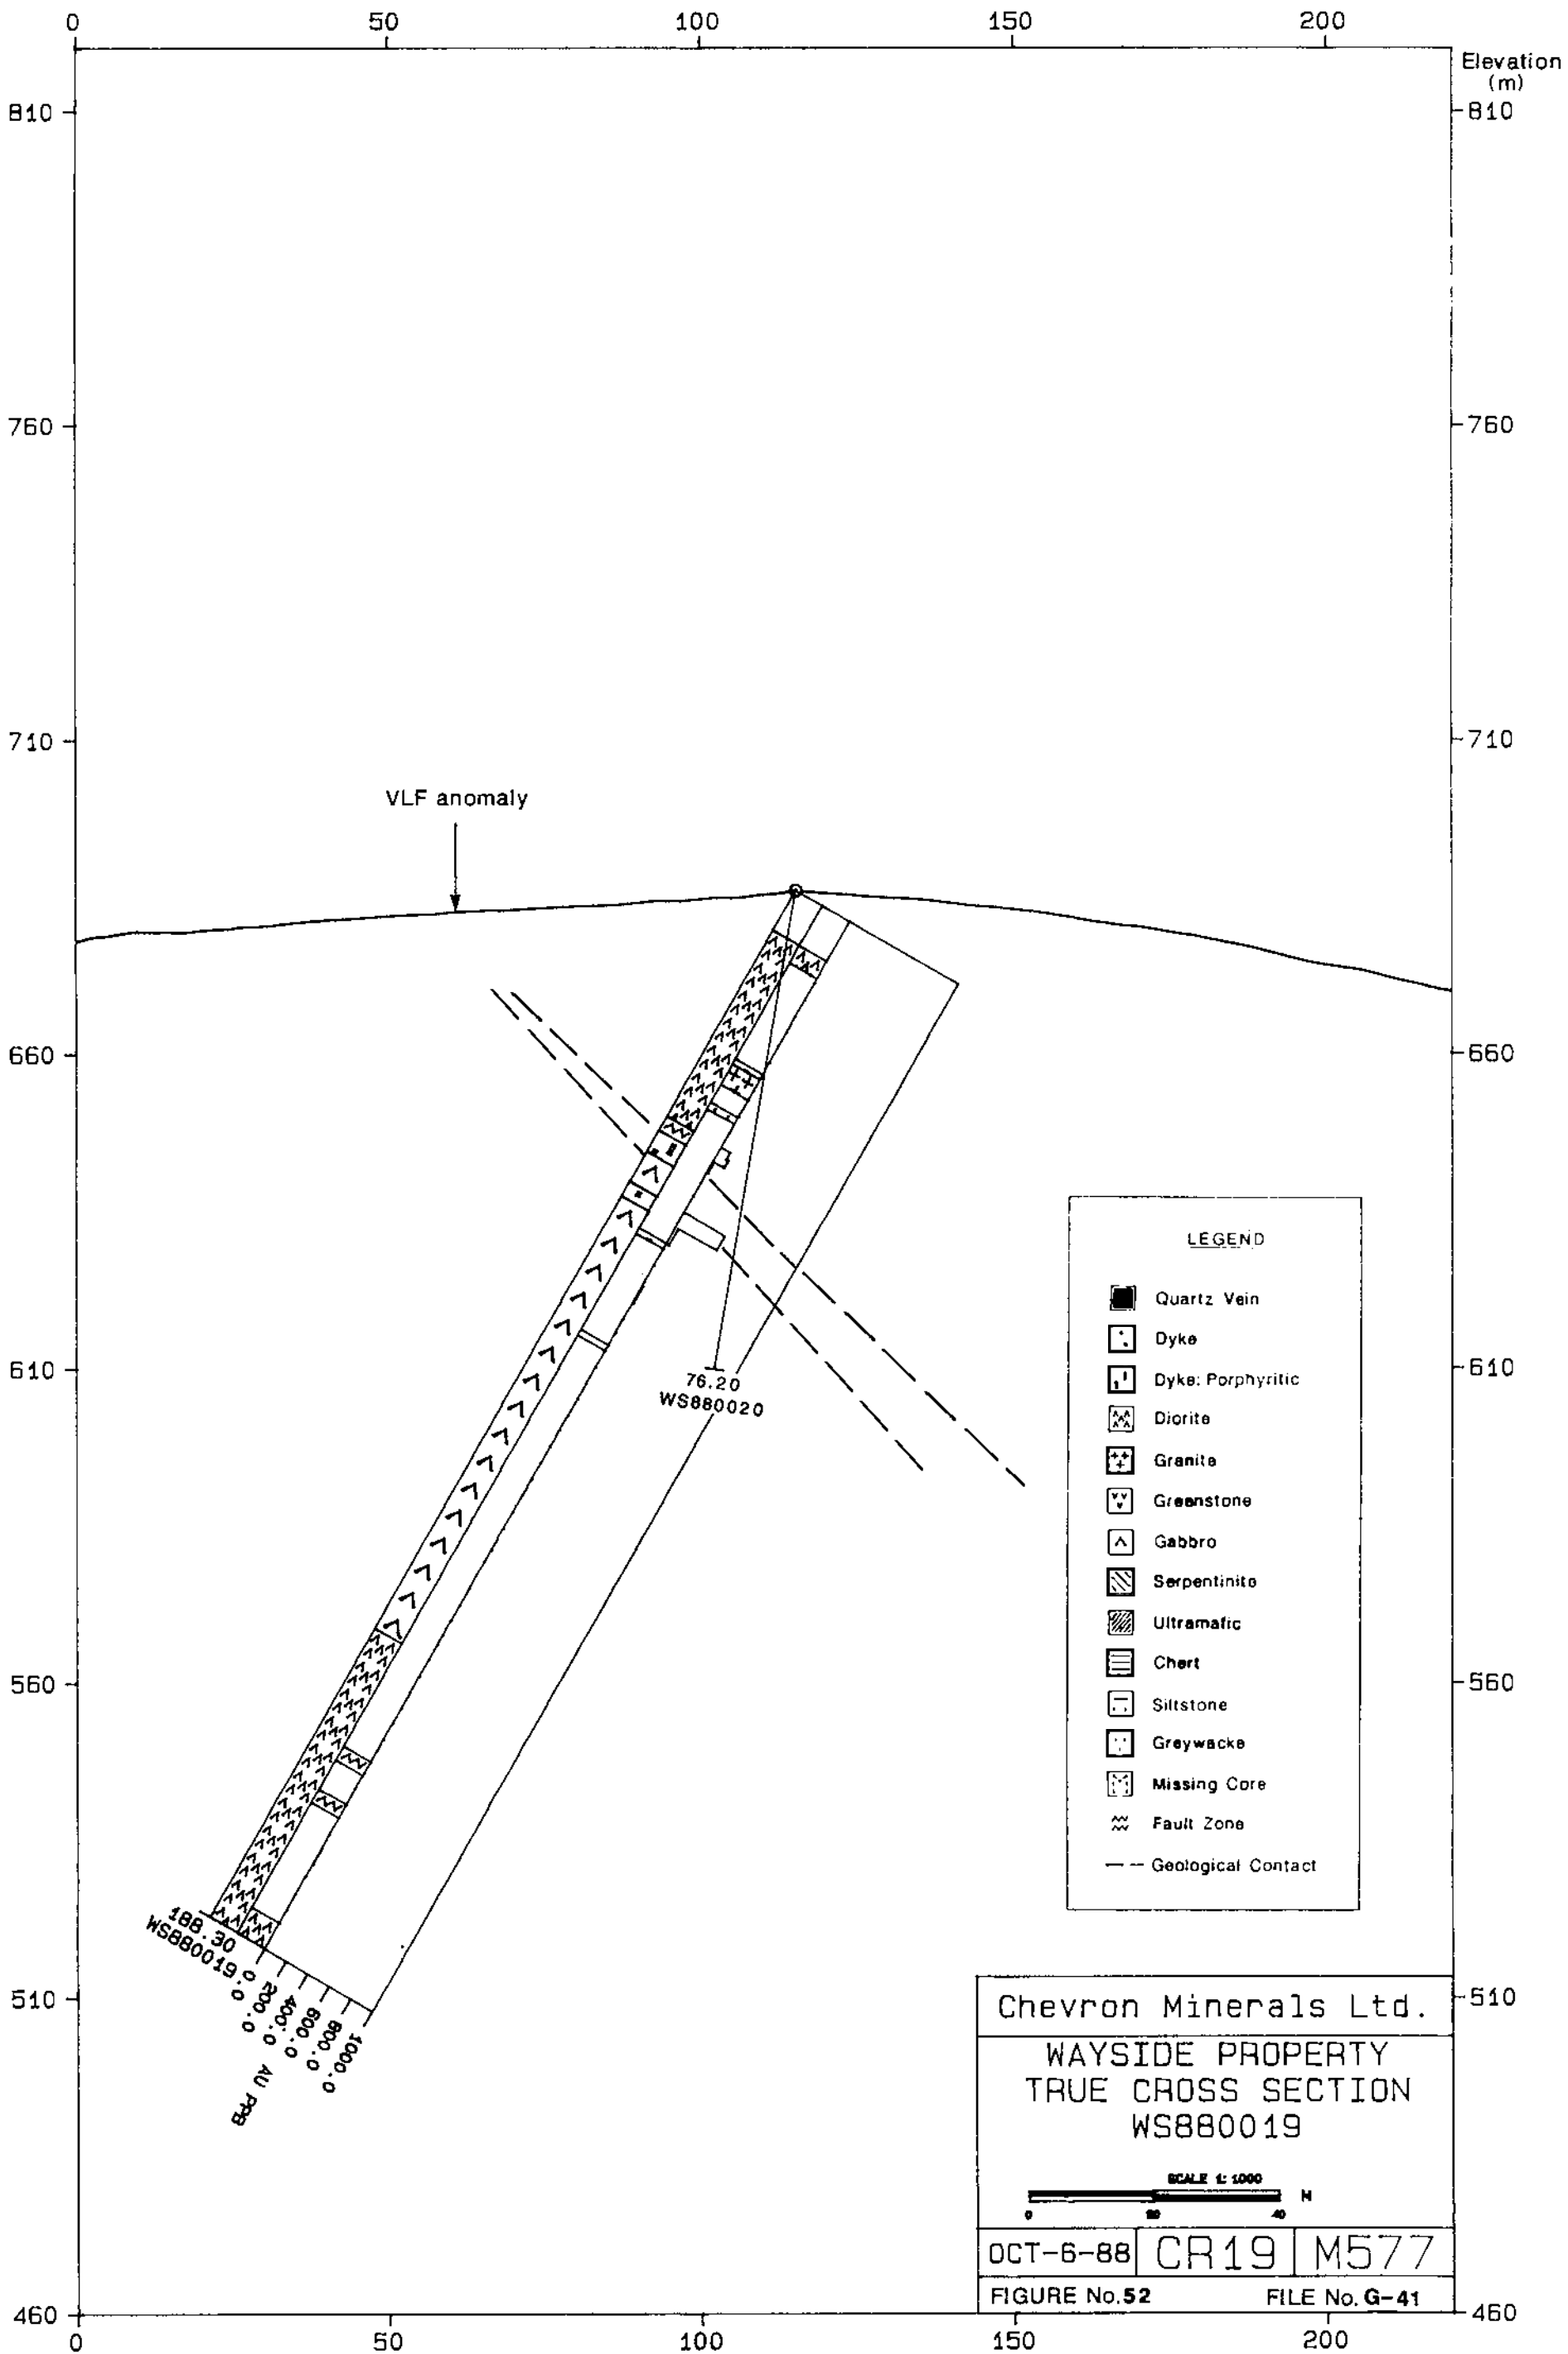 0 50 100 150 200
Elevation
(m)
810 810
760 760
710 710
VLF anomaly
660 660
610 610
76.20
WS880020
LEGEND
Quartz Vein
Dyke
Dyke: Porphyritic
Diorite
Granite
Greenstone
Gabbro
Serpentinite
Ultramafic
Chert
Siltstone
Greywacke
Missing Core
Fault Zone
Geological Contact
560 560
188.30
WS880019
0.0
200.0
400.0
600.0
800.0
1000.0
AU PPB
510 510
Chevron Minerals Ltd.
WAYSIDE PROPERTY
TRUE CROSS SECTION
WS880019
SCALE 1:1000
M
0 20 40
OCT-6-88 CR19 M577
FIGURE No.52 FILE No. G-41
460 460
0 50 100 150 200